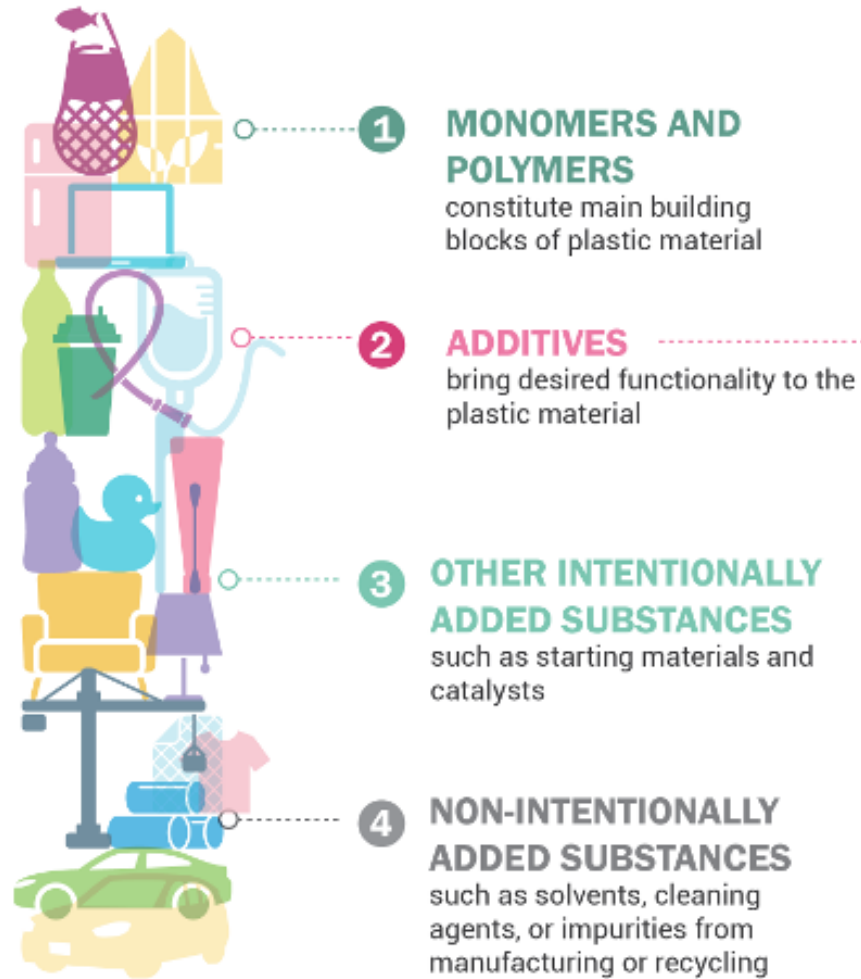 1
MONOMERS AND
POLYMERS
constitute main building
blocks of plastic material
2
ADDITIVES
bring desired functionality to the
plastic material
3
OTHER INTENTIONALLY
ADDED SUBSTANCES
such as starting materials and
catalysts
4
NON-INTENTIONALLY
ADDED SUBSTANCES
such as solvents, cleaning
agents, or impurities from
manufacturing or recycling